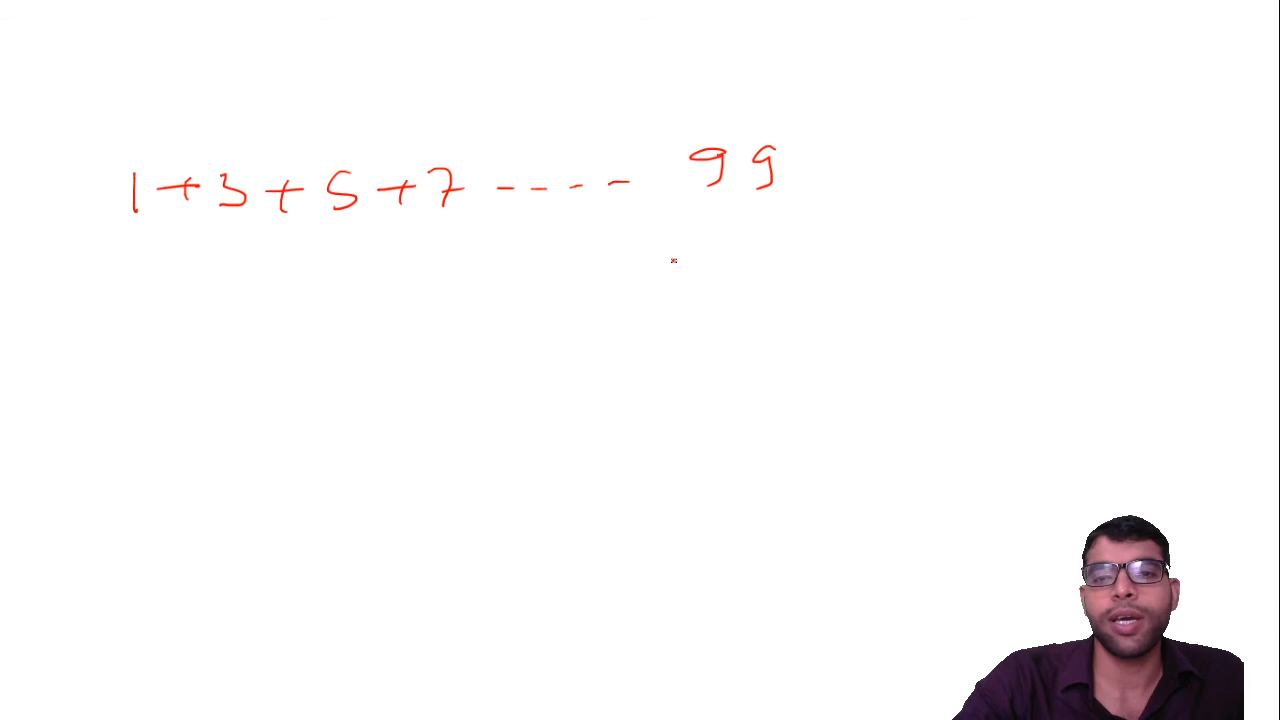 1 + 3 + 5 + 7 ---- 99